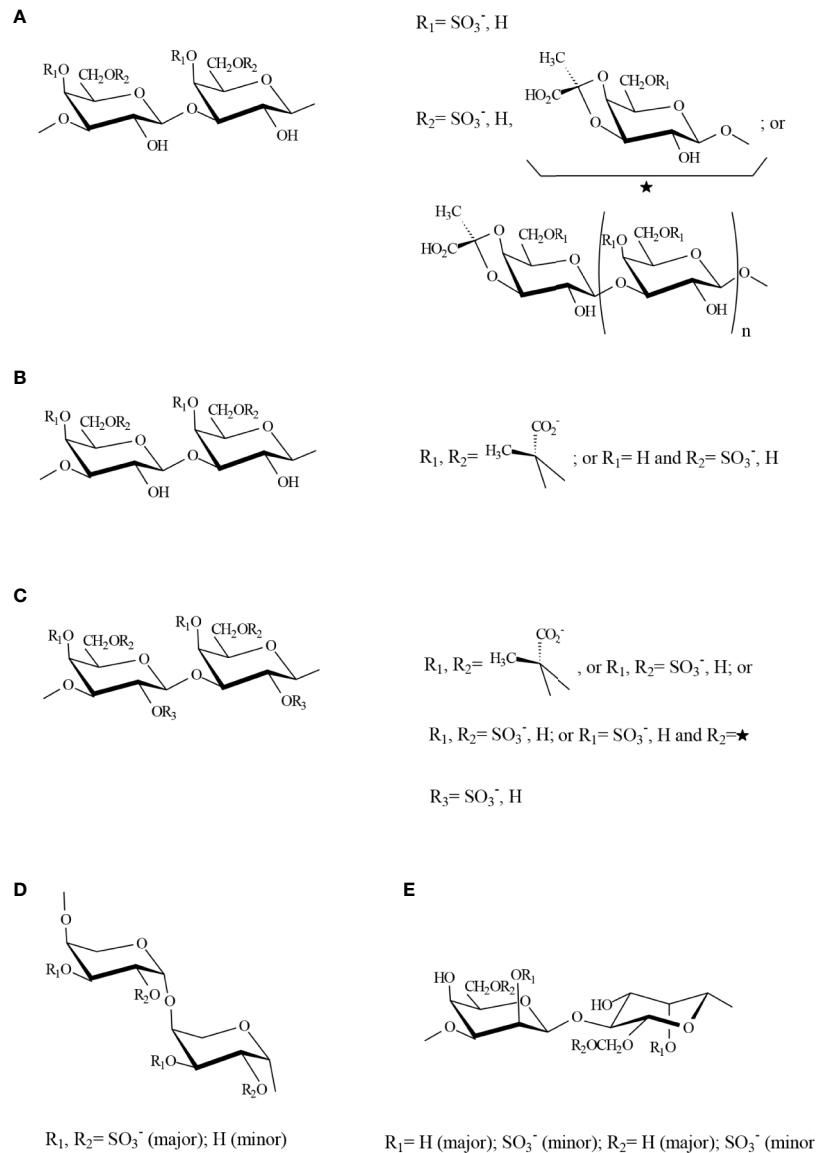 A
R₁= SO₃⁻, H
R₁O
CH₂OR₂
O
R₁O
CH₂OR₂
O
O
OH
O
OH
R₂= SO₃⁻, H,
H₃C
HO₂C
O
O
CH₂OR₁
O
OH
O
; or
★
H₃C
HO₂C
O
O
CH₂OR₁
O
OH
O
R₁O
CH₂OR₁
O
OH
O
n
B
R₁O
CH₂OR₂
O
R₁O
CH₂OR₂
O
O
OH
O
OH
R₁, R₂=
H₃C
CO₂⁻
; or R₁= H and R₂= SO₃⁻, H
C
R₁O
CH₂OR₂
O
R₁O
CH₂OR₂
O
O
OR₃
O
OR₃
R₁, R₂=
H₃C
CO₂⁻
, or R₁, R₂= SO₃⁻, H; or
R₁, R₂= SO₃⁻, H; or R₁= SO₃⁻, H and R₂=★
R₃= SO₃⁻, H
D
O
O
R₁O
R₂O
O
O
R₁O
R₂O
R₁, R₂= SO₃⁻ (major); H (minor)
E
HO
CH₂OR₂
OR₁
O
O
O
HO
R₂OCH₂O
R₁O
O
R₁= H (major); SO₃⁻ (minor); R₂= H (major); SO₃⁻ (minor